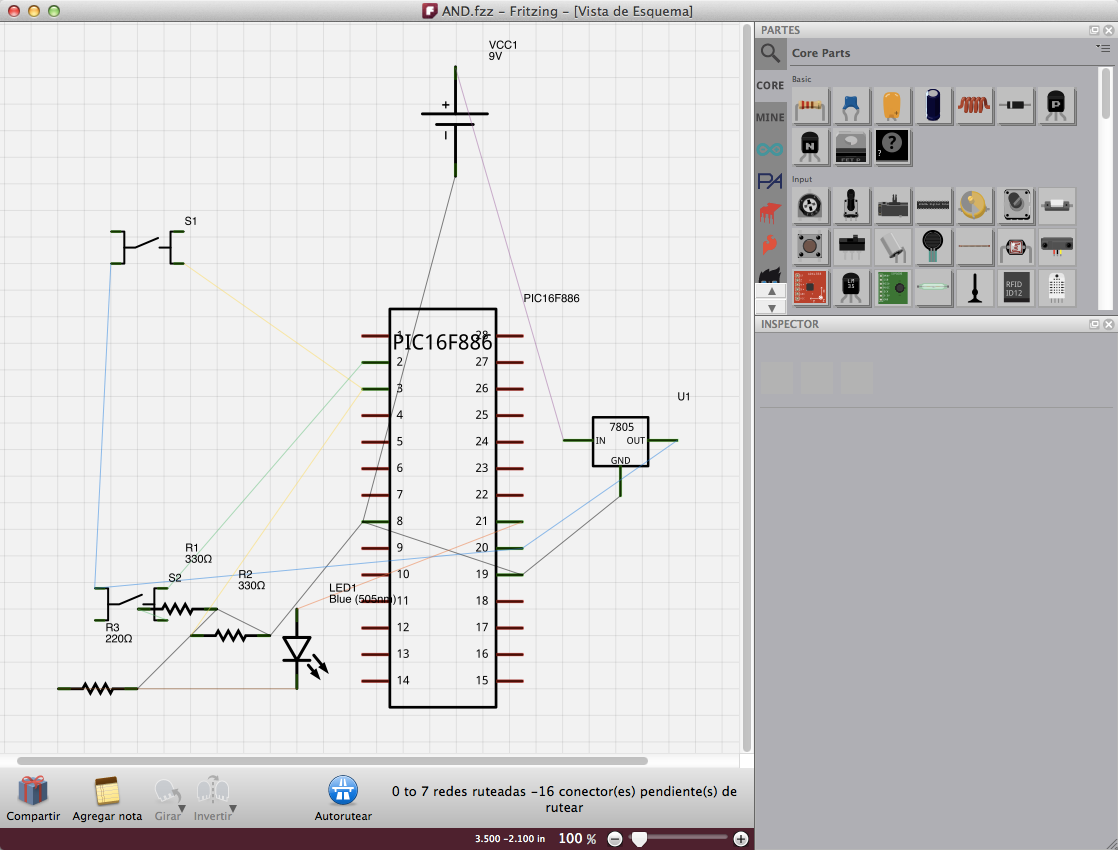 AND.fzz – Fritzing – [Vista de Esquema]
VCC1
9V
+
S1
PIC16F886
PIC16F886
1 28
2 27
3 26
4 25
5 24
6 23
7 22
8 21
9 20
10 19
11 18
12 17
13 16
14 15
U1
7805
IN OUT
GND
R1
330Ω
S2
R2
330Ω
LED1
Blue (505nm)
R3
220Ω
PARTES
Core Parts
CORE
MINE
Basic
P
N
?
?
Input
LM
35
RFID
ID12
INSPECTOR
Compartir
Agregar nota
Girar
Invertir
Autorutear
0 to 7 redes ruteadas –16 conector(es) pendiente(s) de
rutear
3.500 –2.100 in 100 %